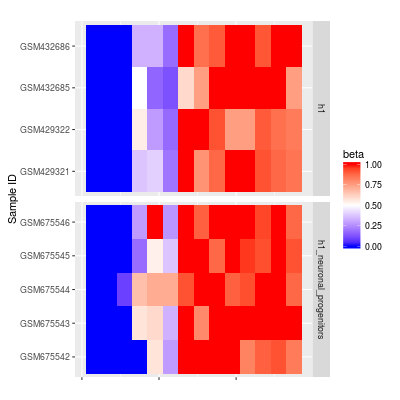 Sample ID
GSM432686
GSM432685
GSM429322
GSM429321
h1
GSM675546
GSM675545
GSM675544
GSM675543
GSM675542
h1_neuronal_progenitors
beta
1.00
0.75
0.50
0.25
0.00